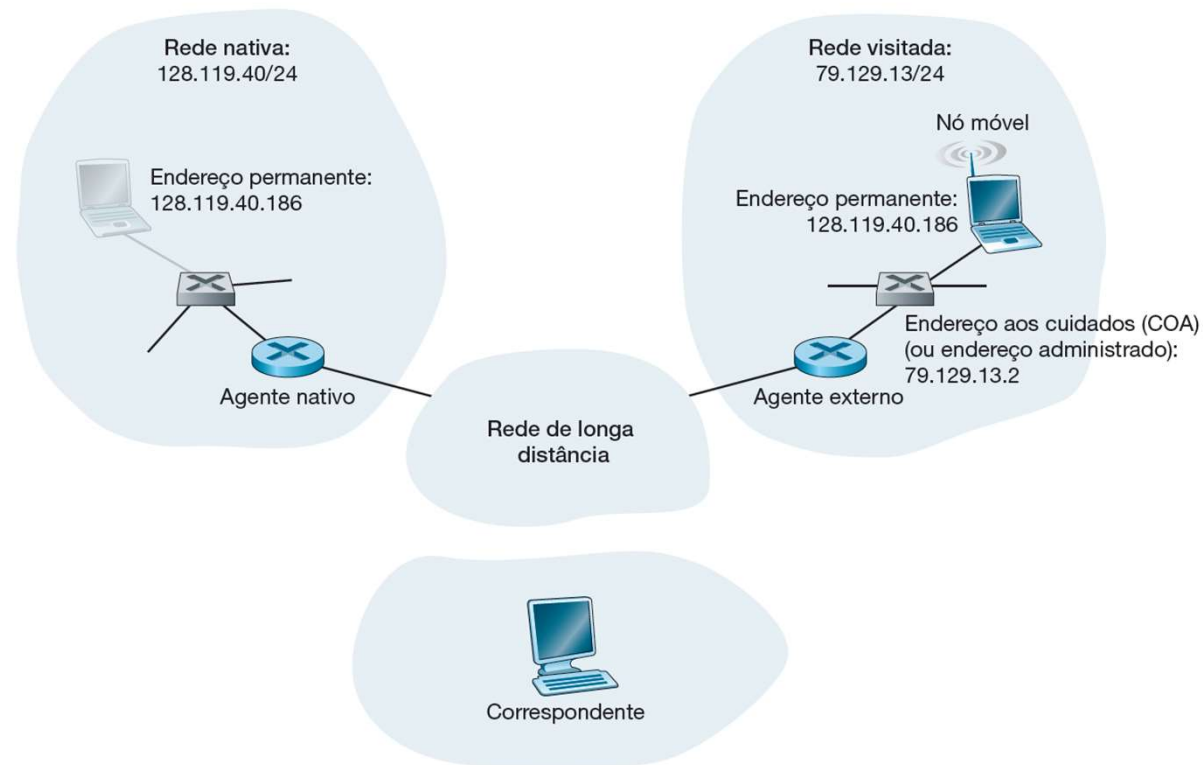 Rede nativa:
128.119.40/24
Endereço permanente:
128.119.40.186
Agente nativo
Rede visitada:
79.129.13/24
Nó móvel
Endereço permanente:
128.119.40.186
Endereço aos cuidados (COA)
(ou endereço administrado):
79.129.13.2
Agente externo
Rede de longa
distância
Correspondente